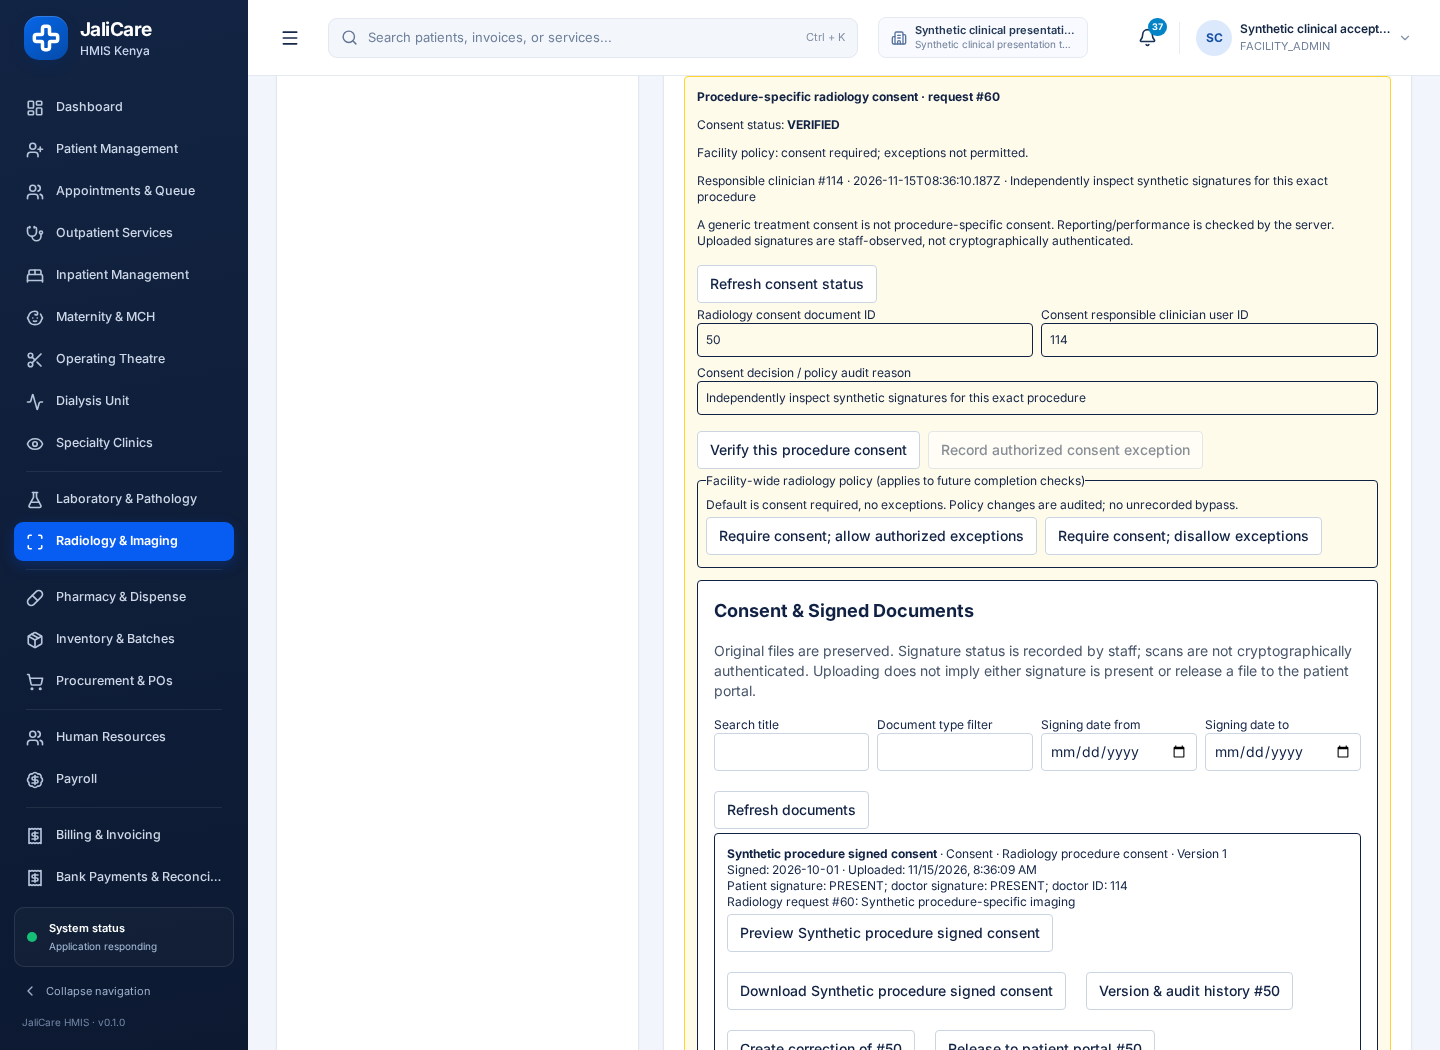 JaliCare
HMIS Kenya
Dashboard
Patient Management
Appointments & Queue
Outpatient Services
Inpatient Management
Maternity & MCH
Operating Theatre
Dialysis Unit
Specialty Clinics
Laboratory & Pathology
Radiology & Imaging
Pharmacy & Dispense
Inventory & Batches
Procurement & POs
Human Resources
Payroll
Billing & Invoicing
Bank Payments & Reconci...
System status
Application responding
Collapse navigation
JaliCare HMIS · v0.1.0
Search patients, invoices, or services...
Ctrl + K
Synthetic clinical presentati...
Synthetic clinical presentation t...
37
SC
Synthetic clinical accept...
FACILITY_ADMIN
Procedure-specific radiology consent · request #60
Consent status: VERIFIED
Facility policy: consent required; exceptions not permitted.
Responsible clinician #114 · 2026-11-15T08:36:10.187Z · Independently inspect synthetic signatures for this exact
procedure
A generic treatment consent is not procedure-specific consent. Reporting/performance is checked by the server.
Uploaded signatures are staff-observed, not cryptographically authenticated.
Refresh consent status
Radiology consent document ID
Consent responsible clinician user ID
50
114
Consent decision / policy audit reason
Independently inspect synthetic signatures for this exact procedure
Verify this procedure consent
Record authorized consent exception
Facility-wide radiology policy (applies to future completion checks)
Default is consent required, no exceptions. Policy changes are audited; no unrecorded bypass.
Require consent; allow authorized exceptions
Require consent; disallow exceptions
Consent & Signed Documents
Original files are preserved. Signature status is recorded by staff; scans are not cryptographically
authenticated. Uploading does not imply either signature is present or release a file to the patient
portal.
Search title
Document type filter
Signing date from
Signing date to
mm/dd/yyyy
mm/dd/yyyy
Refresh documents
Synthetic procedure signed consent · Consent · Radiology procedure consent · Version 1
Signed: 2026-10-01 · Uploaded: 11/15/2026, 8:36:09 AM
Patient signature: PRESENT; doctor signature: PRESENT; doctor ID: 114
Radiology request #60: Synthetic procedure-specific imaging
Preview Synthetic procedure signed consent
Download Synthetic procedure signed consent
Version & audit history #50
Create correction of #50
Release to patient portal #50